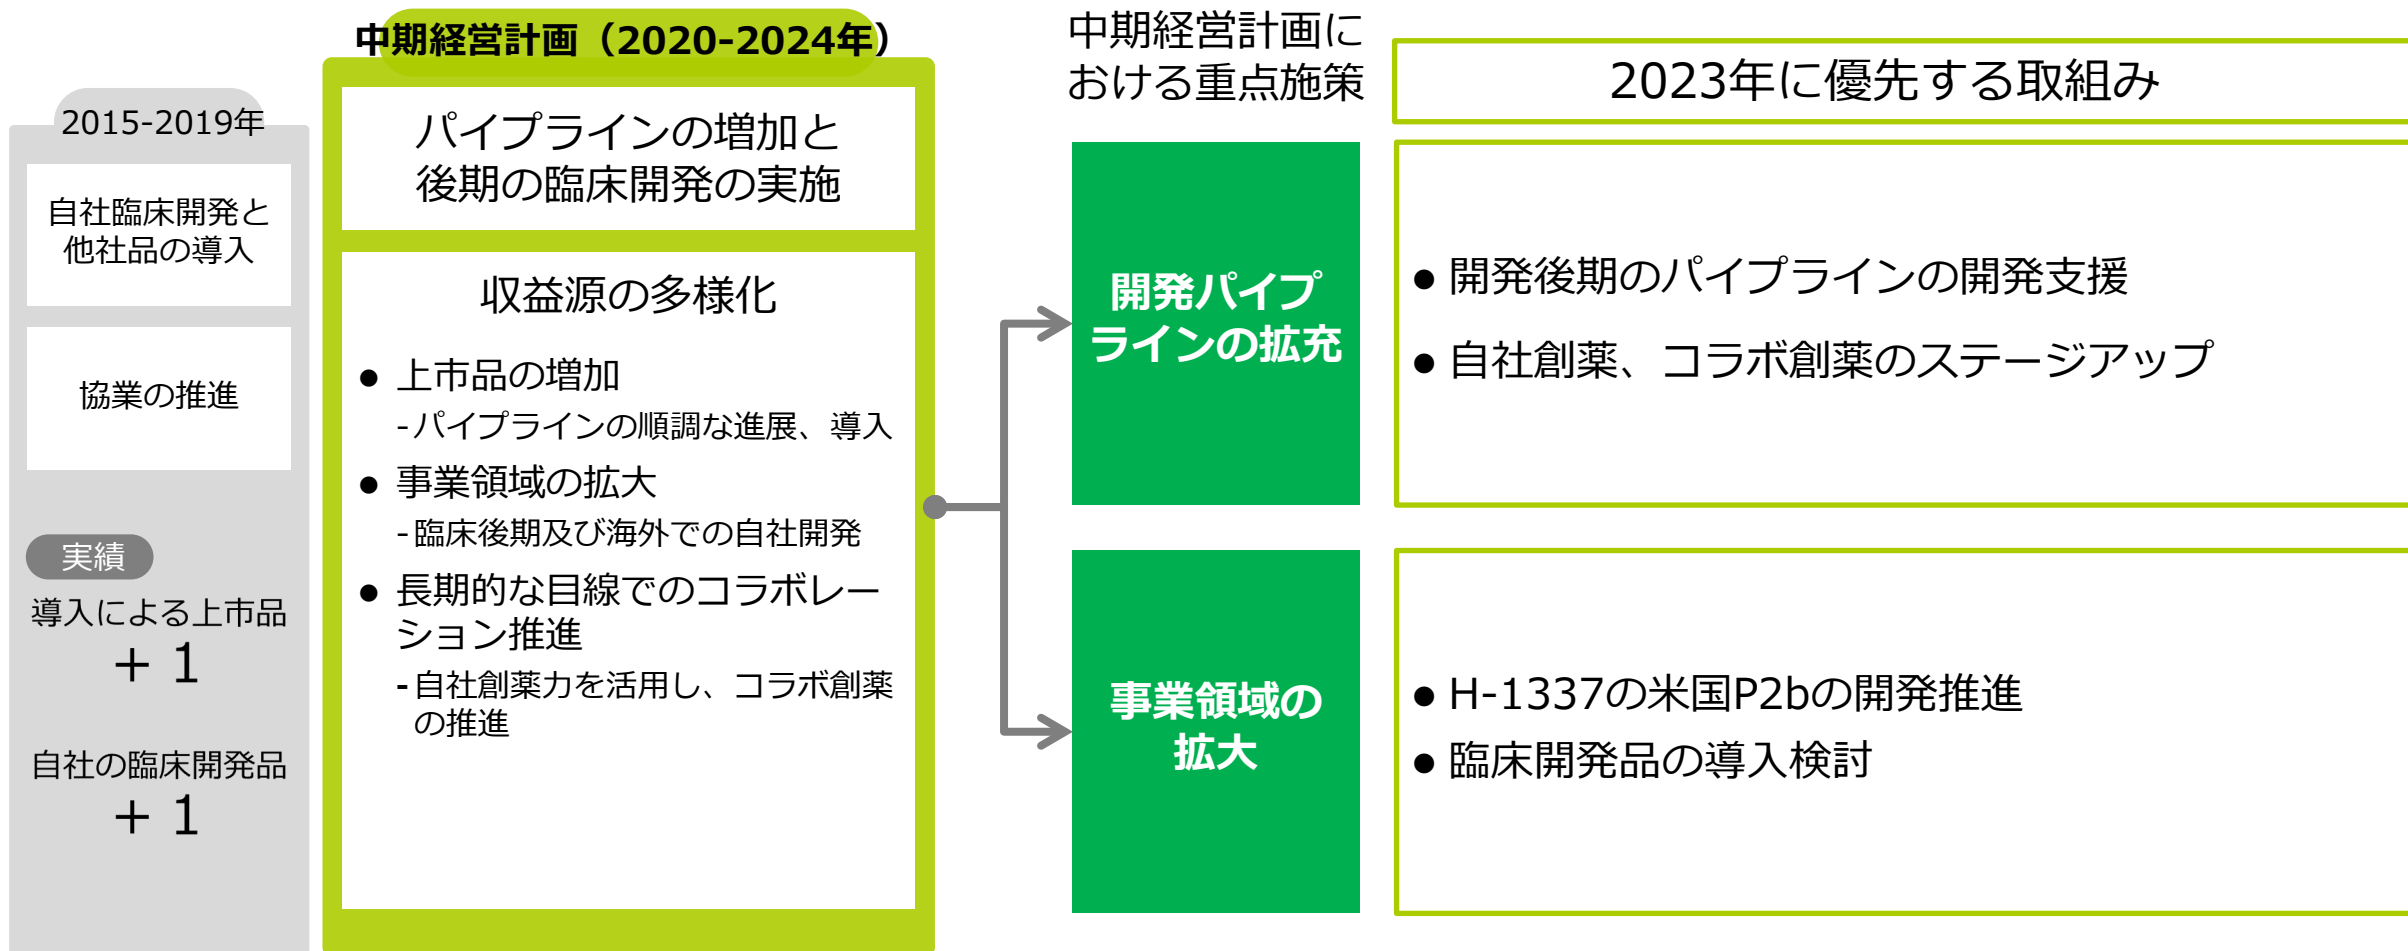 2015-2019年
自社臨床開発と
他社品の導入
協業の推進
実績
導入による上市品
＋１
自社の臨床開発品
＋１
中期経営計画（2020-2024年）
パイプラインの増加と
後期の臨床開発の実施
収益源の多様化
● 上市品の増加
-パイプラインの順調な進展、導入
● 事業領域の拡大
-臨床後期及び海外での自社開発
● 長期的な目線でのコラボレー
ション推進
-自社創薬力を活用し、コラボ創薬
の推進
中期経営計画に
おける重点施策
2023年に優先する取組み
開発パイプ
ラインの拡充
● 開発後期のパイプラインの開発支援
● 自社創薬、コラボ創薬のステージアップ
事業領域の
拡大
● H-1337の米国P2bの開発推進
● 臨床開発品の導入検討